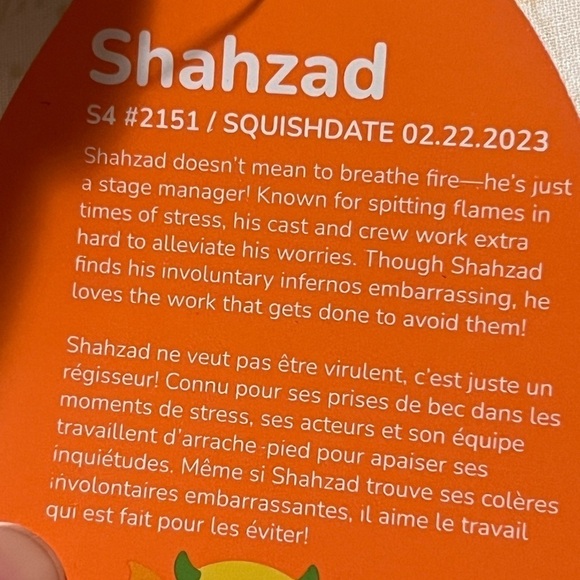 Shahzad
S4 #2151 / SQUISHDATE 02.22.2023
Shahzad doesn't mean to breathe fire—he's just
a stage manager! Known for spitting flames in
times of stress, his cast and crew work extra
hard to alleviate his worries. Though Shahzad
finds his involuntary infernos embarrassing, he
loves the work that gets done to avoid them!
Shahzad ne veut pas être virulent, c'est juste un
régisseur! Connu pour ses prises de bec dans les
moments de stress, ses acteurs et son équipe
travaillent d'arrache-pied pour apaiser ses
inquiétudes. Même si Shahzad trouve ses colères
involontaires embarrassantes, il aime le travail
qui est fait pour les éviter!